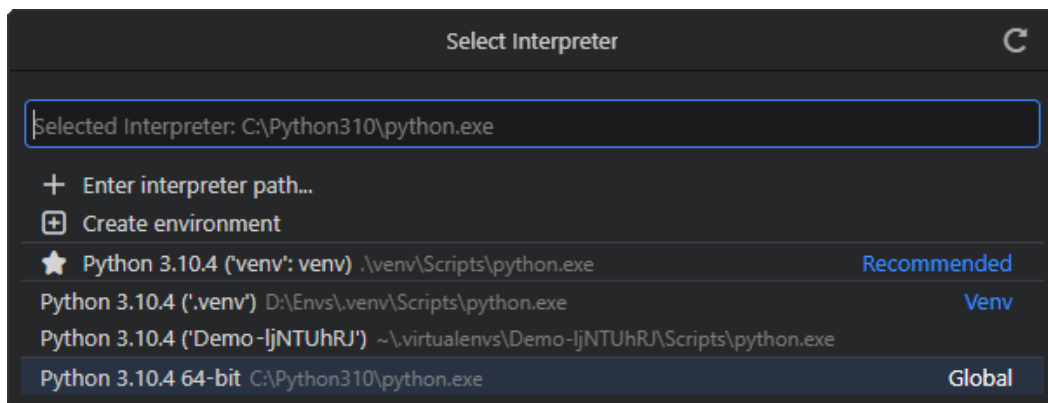 Select Interpreter
Selected Interpreter: C:\Python310\python.exe
Enter interpreter path...
Create environment
Python 3.10.4 ('venv': venv) .\venv\Scripts\python.exe Recommended
Python 3.10.4 ('.venv') D:\Envs\.venv\Scripts\python.exe Venv
Python 3.10.4 ('Demo-ljNTUhRJ') ~\.virtualenvs\Demo-ljNTUhRJ\Scripts\python.exe
Python 3.10.4 64-bit C:\Python310\python.exe Global